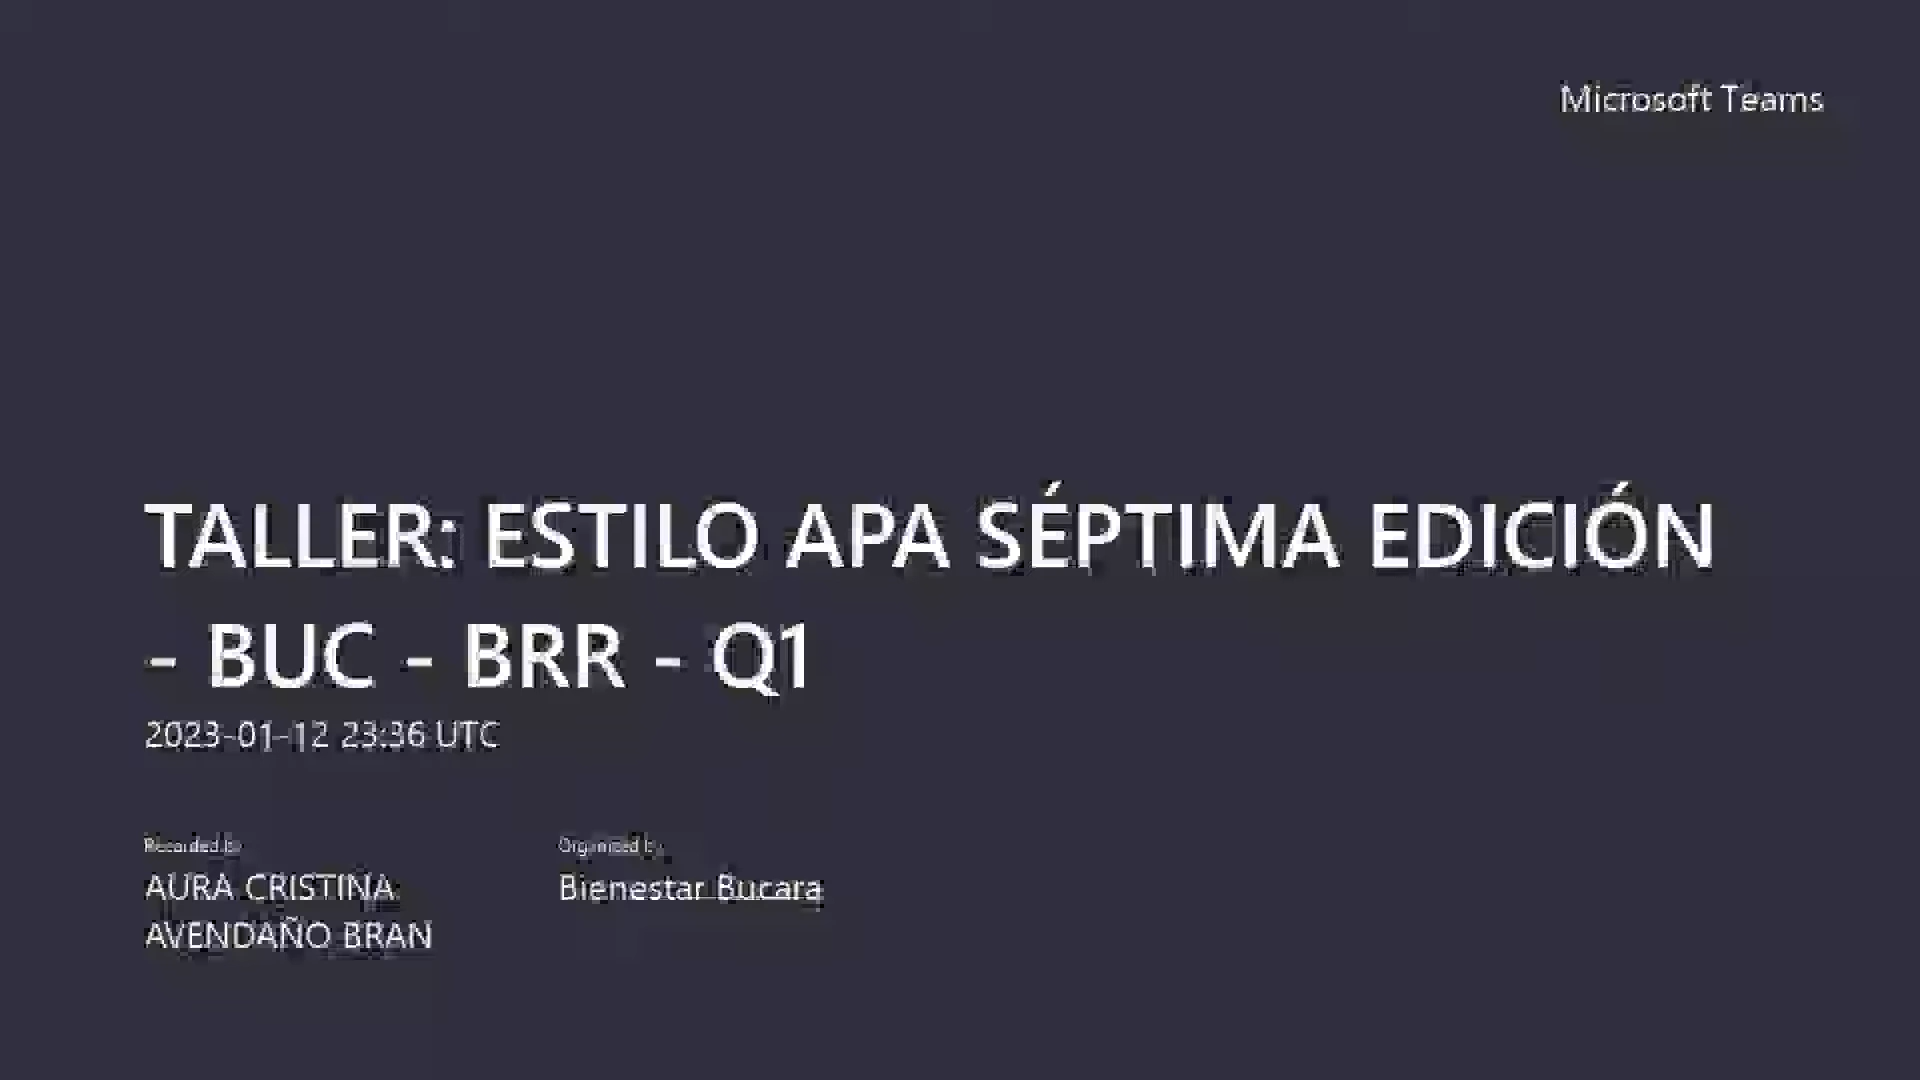 Microsoft Teams
TALLER: ESTILO APA SÉPTIMA EDICIÓN
- BUC - BRR - Q1
2023-01-12 23:36 UTC
Recorded by
Organized by
AURA CRISTINA
AVENDAÑO BRAN
Bienestar Bucara